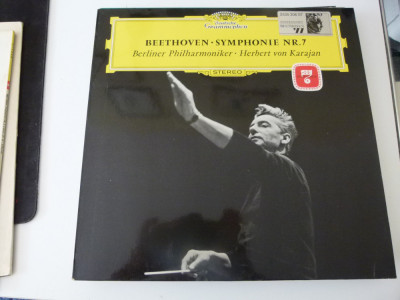 Deutsche
Grammophon
BEETHOVEN · SYMPHONIE NR. 7
Berliner Philharmoniker · Herbert von Karajan
STEREO